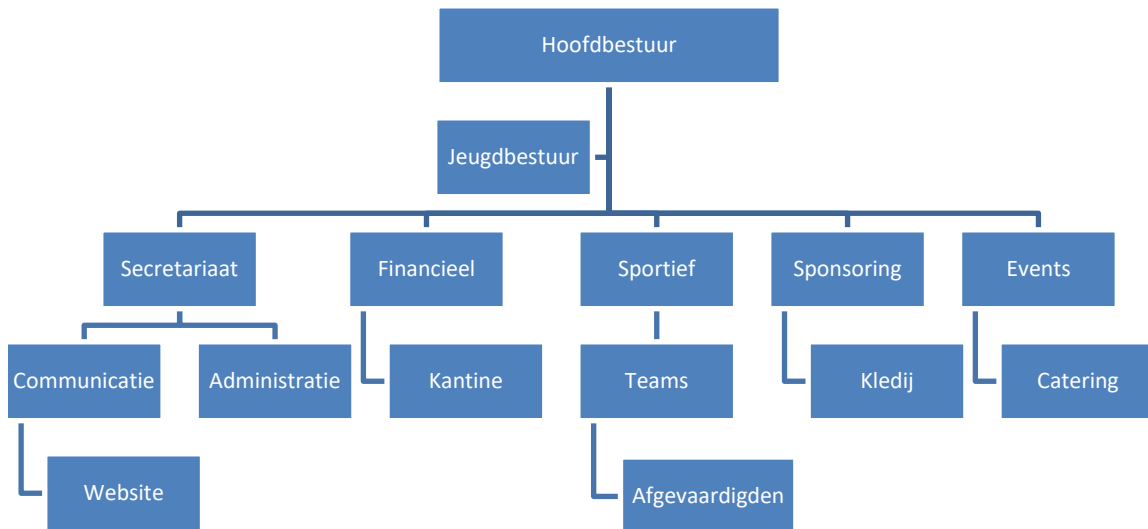 Hoofdbestuur
Jeugdbestuur
Secretariaat
Financieel
Sportief
Sponsoring
Events
Communicatie
Administratie
Kantine
Teams
Kledij
Catering
Website
Afgevaardigden